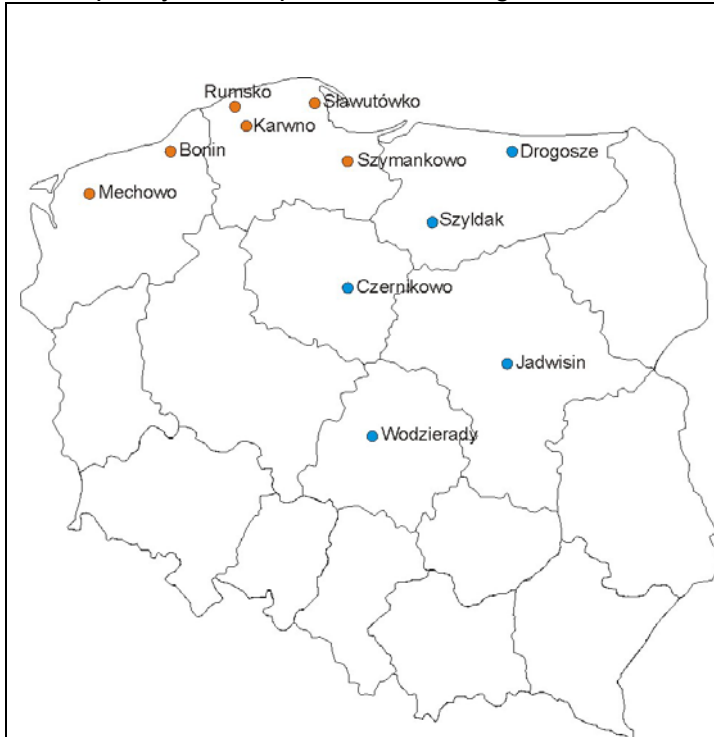 Rumsko
Sławutówko
Karwno
Bonin
Szymankowo
Drogosze
Mechowo
Szyldak
Czernikowo
Jadwisin
Wodzierady